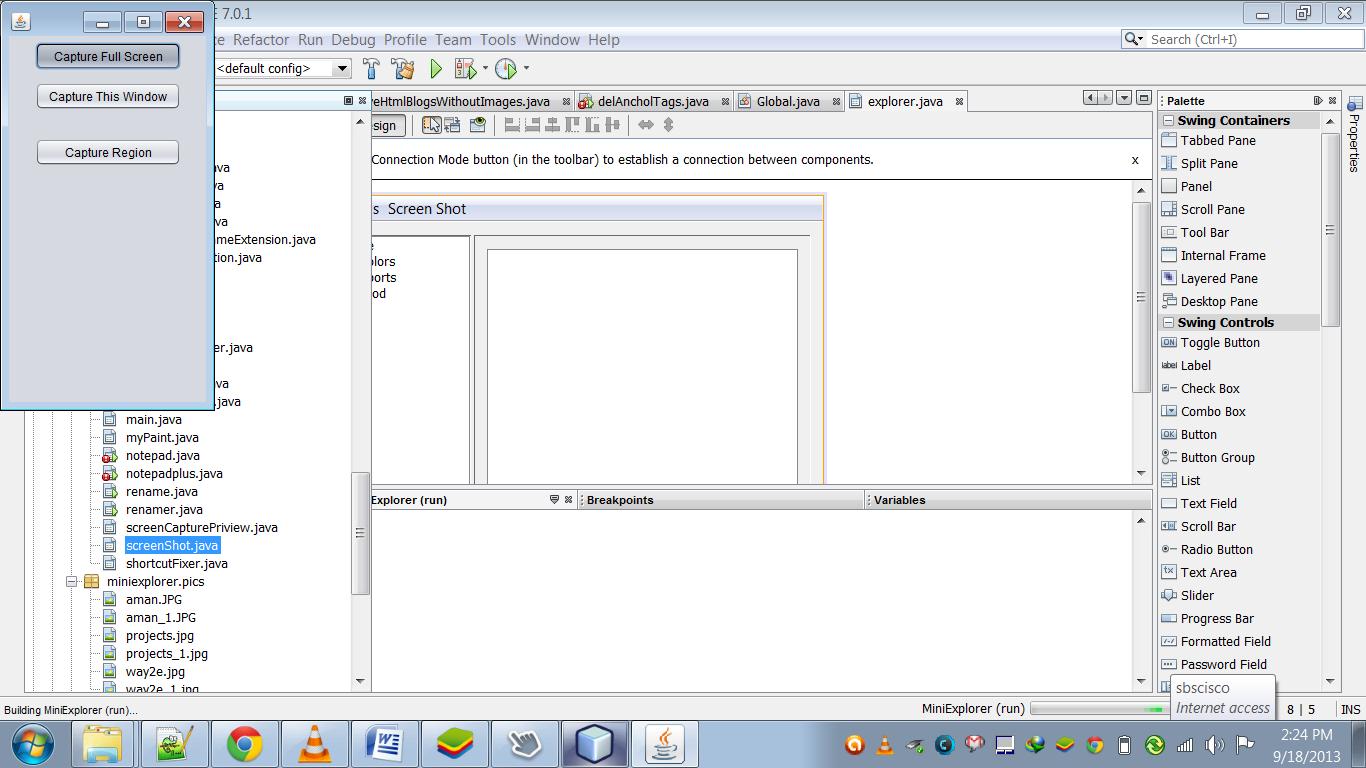 E 7.0.1
ce Refactor Run Debug Profile Team Tools Window Help
Search (Ctrl+I)
<default config>
Capture Full Screen
Capture This Window
Capture Region
veHtmlBlogsWithoutImages.java
delAncholTags.java
Global.java
explorer.java
sign
Connection Mode button (in the toolbar) to establish a connection between components.
x
s Screen Shot
e
olors
ports
od
ava
va
a
va
meExtension.java
tion.java
er.java
va
.java
main.java
myPaint.java
notepad.java
notepadplus.java
rename.java
renamer.java
screenCapturePriview.java
screenShot.java
shortcutFixer.java
miniexplorer.pics
aman.JPG
aman_1.JPG
projects.jpg
projects_1.jpg
way2e.jpg
way2e_1.jpg
Explorer (run)
Breakpoints
Variables
Palette
Swing Containers
Tabbed Pane
Split Pane
Panel
Scroll Pane
Tool Bar
Internal Frame
Layered Pane
Desktop Pane
Swing Controls
ON Toggle Button
label Label
Check Box
Combo Box
OK Button
Button Group
List
Text Field
Scroll Bar
Radio Button
tx Text Area
Slider
Progress Bar
Formatted Field
Password Field
Properties
sbscisco
Internet access
Building MiniExplorer (run)...
MiniExplorer (run)
8 | 5
INS
2:24 PM
9/18/2013